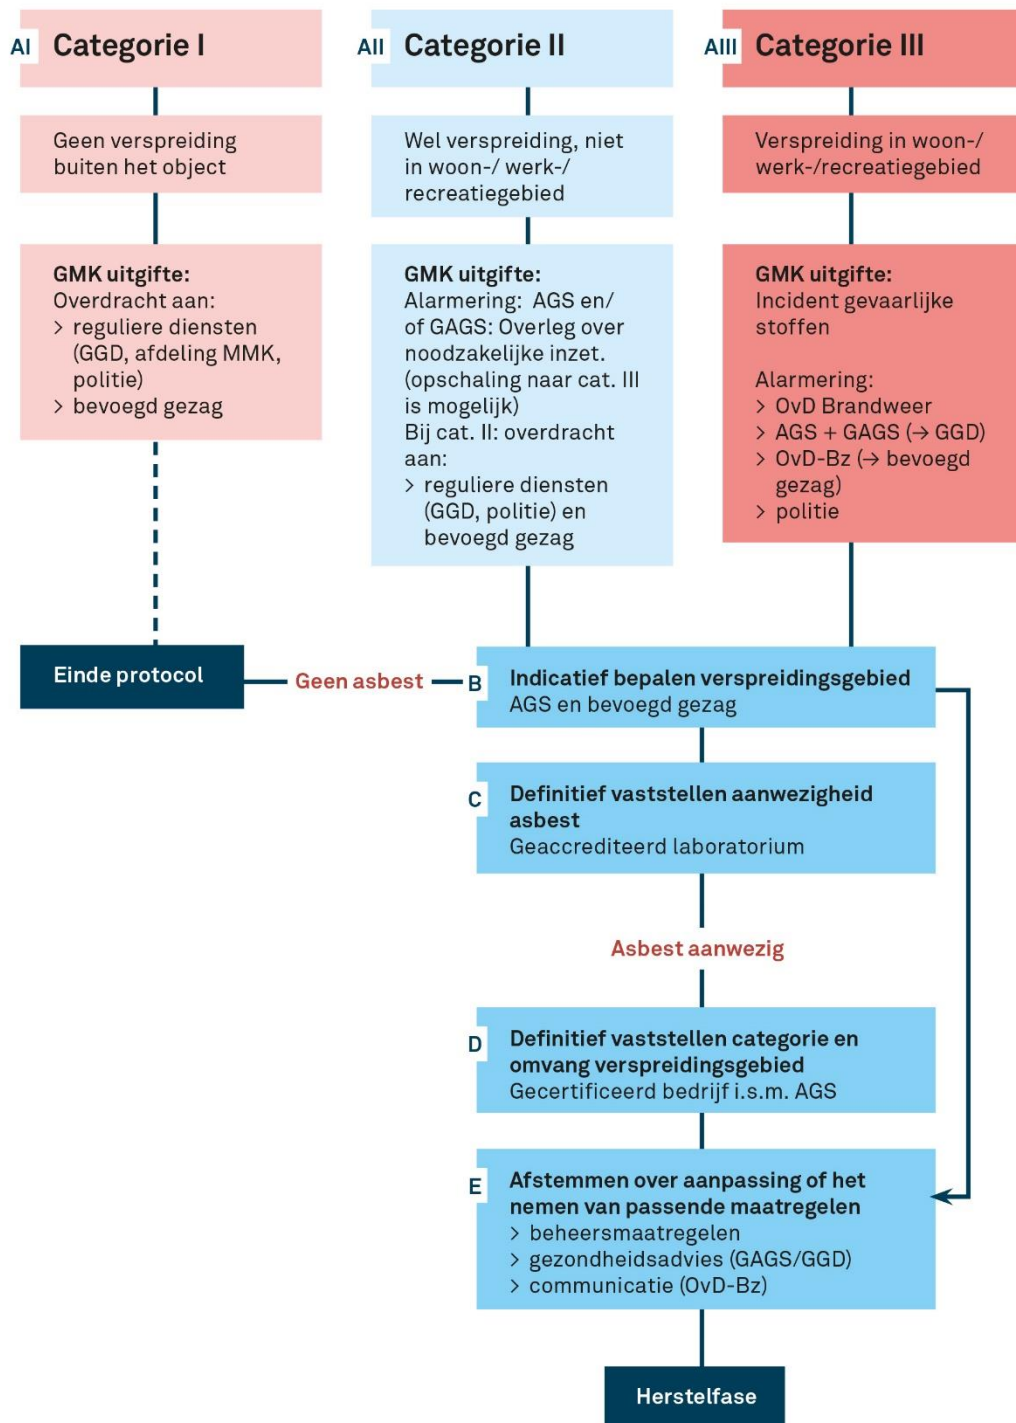 AI Categorie I
Geen verspreiding
buiten het object
GMK uitgifte:
Overdracht aan:
> reguliere diensten
(GGD, afdeling MMK,
politie)
> bevoegd gezag
AII Categorie II
Wel verspreiding, niet
in woon-/ werk-/
recreatiegebied
GMK uitgifte:
Alarmering: AGS en/
of GAGS: Overleg over
noodzakelijke inzet.
(opschaling naar cat. III
is mogelijk)
Bij cat. II: overdracht
aan:
> reguliere diensten
(GGD, politie) en
bevoegd gezag
AIII Categorie III
Verspreiding in woon-/
werk-/recreatiegebied
GMK uitgifte:
Incident gevaarlijke
stoffen
Alarmering:
> OvD Brandweer
> AGS + GAGS (→ GGD)
> OvD-Bz (→ bevoegd
gezag)
> politie
Einde protocol
Geen asbest
B Indicatief bepalen verspreidingsgebied
AGS en bevoegd gezag
C Definitief vaststellen aanwezigheid
asbest
Geaccrediteerd laboratorium
Asbest aanwezig
D Definitief vaststellen categorie en
omvang verspreidingsgebied
Gecertificeerd bedrijf i.s.m. AGS
E Afstemmen over aanpassing of het
nemen van passende maatregelen
> beheersmaatregelen
> gezondheidsadvies (GAGS/GGD)
> communicatie (OvD-Bz)
Herstelfase